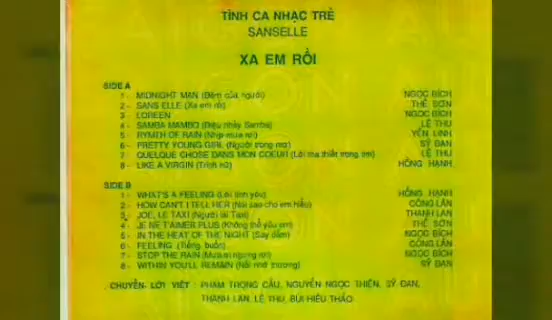 TÌNH CA NHẠC TRẺ
SANSELLE
XA EM RỒI
SIDE A
1 - MIDNIGHT MAN (Đêm của người) NGỌC BÍCH
2 - SANS ELLE (Xa em rồi) THẾ SƠN
3 - LOREEN NGỌC BÍCH
4 - SAMBA MAMBO (Điệu nhảy Samba) LỆ THU
5 - RYMTH OF RAIN (Nhịp mưa rơi) YẾN LINH
6 - PRETTY YOUNG GIRL (Người trong mơ) SỸ ĐAN
7 - QUELQUE CHOSE DANS MON COEUR (Lời tha thiết trong em) LỆ THU
8 - LIKE A VIRGIN (Trinh nữ) HỒNG HẠNH
SIDE B
1 - WHAT'S A FEELING (Lời tình yêu) HỒNG HẠNH
2 - HOW CAN'T I TELL HER (Nói sao cho em hiểu) CÔNG LÂN
3 - JOE, LE TAXI (Người lái Taxi) THANH LAN
4 - JE NE T'AIMER PLUS (Không thể yêu em) THẾ SƠN
5 - IN THE HEAT OF THE NIGHT (Say đắm) NGỌC BÍCH
6 - FEELING (Tiếng buồn) CÔNG LÂN
7 - STOP THE RAIN (Mưa ơi ngừng rơi) NGỌC BÍCH
8 - WITHIN YOU'LL REMAIN (Nỗi nhớ thương) SỸ ĐAN
CHUYỂN LỜI VIỆT : PHẠM TRỌNG CẦU, NGUYỄN NGỌC THIỆN, SỸ ĐAN,
THANH LAN, LỆ THU, BÙI HIẾU THẢO